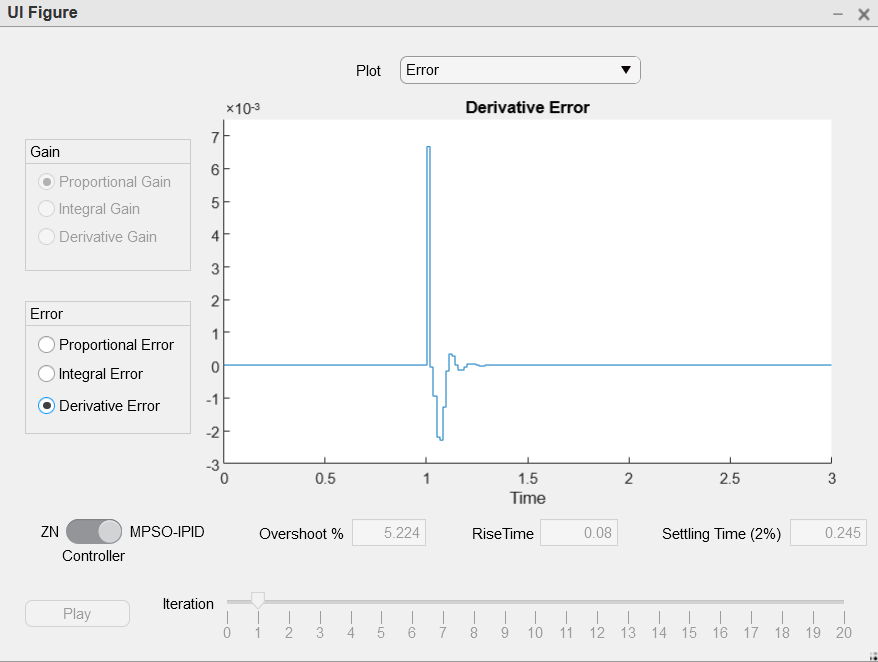 UI Figure
Plot Error
×10-3
Derivative Error
7
6
5
4
3
2
1
0
-1
-2
-3
0 0.5 1 1.5 2 2.5 3
Time
Gain
Proportional Gain
Integral Gain
Derivative Gain
Error
Proportional Error
Integral Error
Derivative Error
ZN MPSO-IPID
Controller
Overshoot % 5.224 RiseTime 0.08 Settling Time (2%) 0.245
Play
Iteration
0 1 2 3 4 5 6 7 8 9 10 11 12 13 14 15 16 17 18 19 20